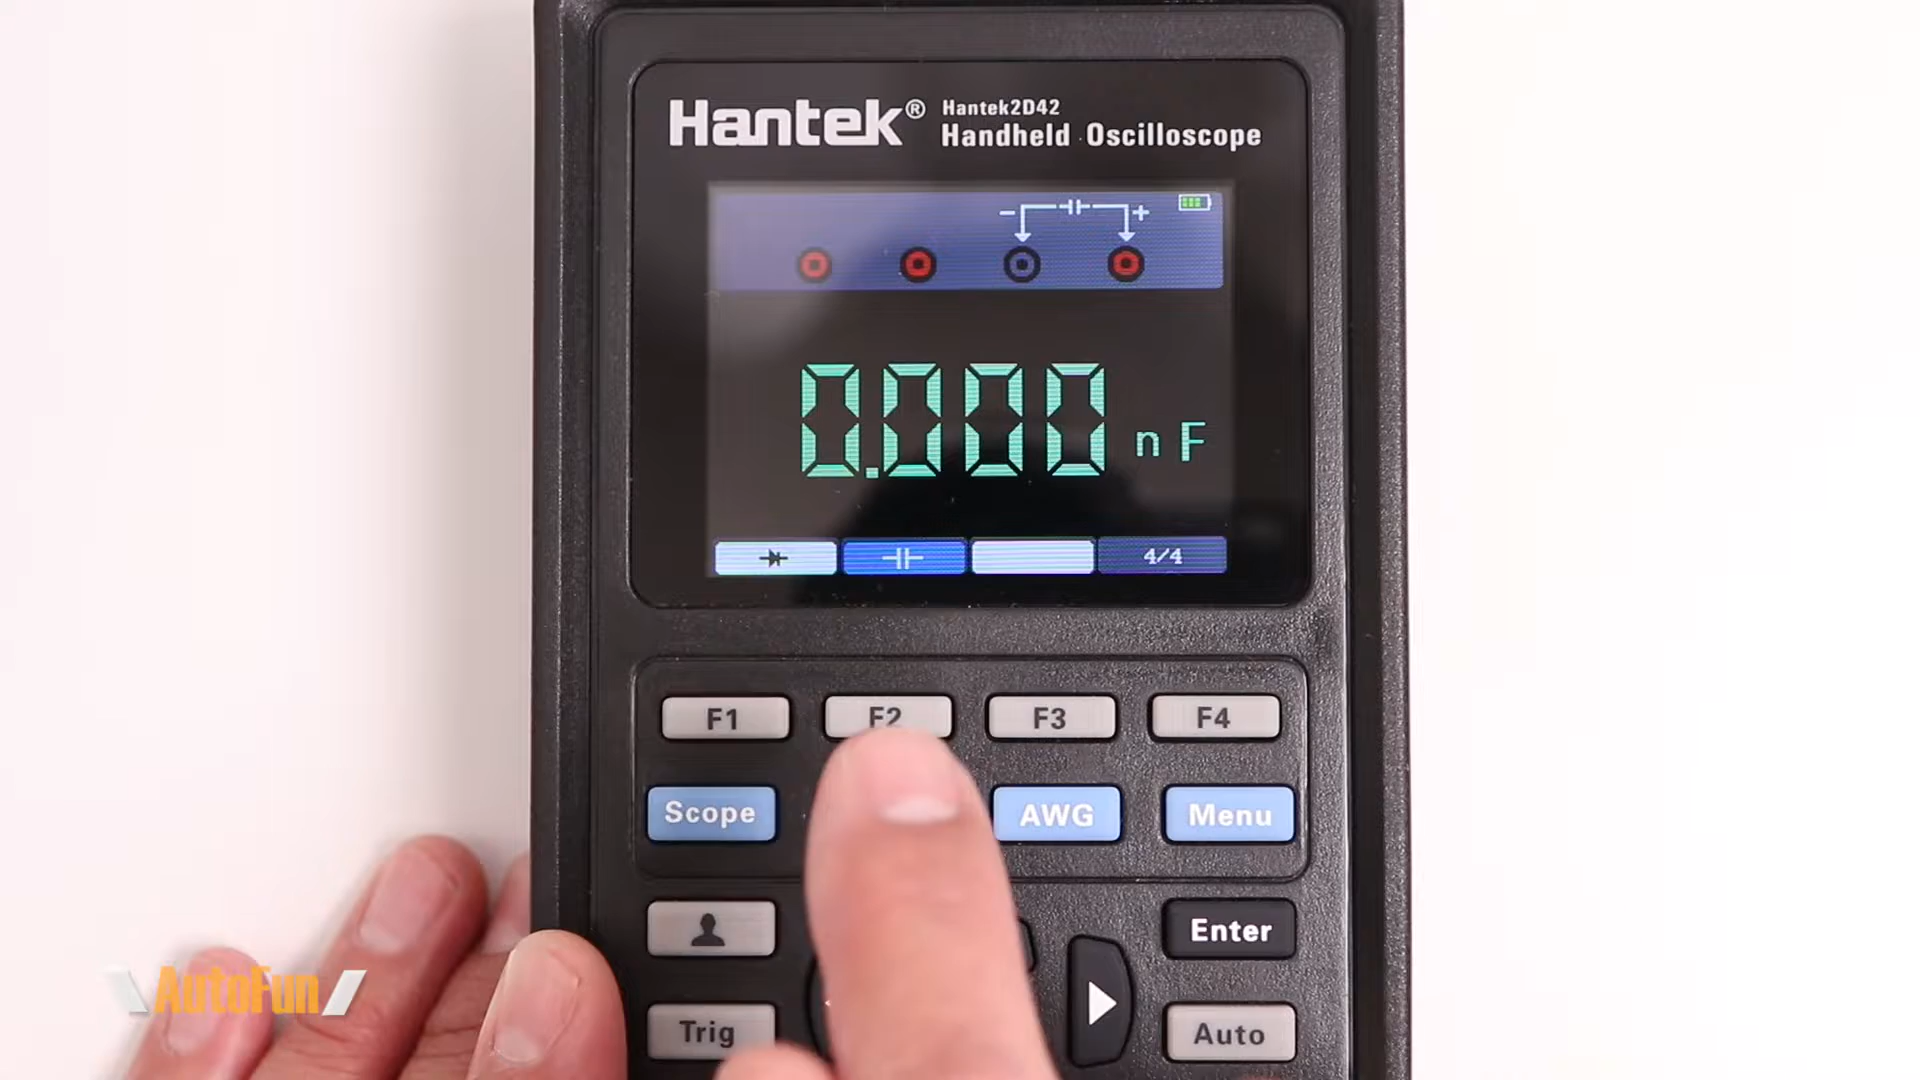 Hantek®
Hantek2D42
Handheld Oscilloscope
- +
0.000 nF
4/4
F1 F2 F3 F4
Scope AWG Menu
Enter
Trig Auto
AutoFun